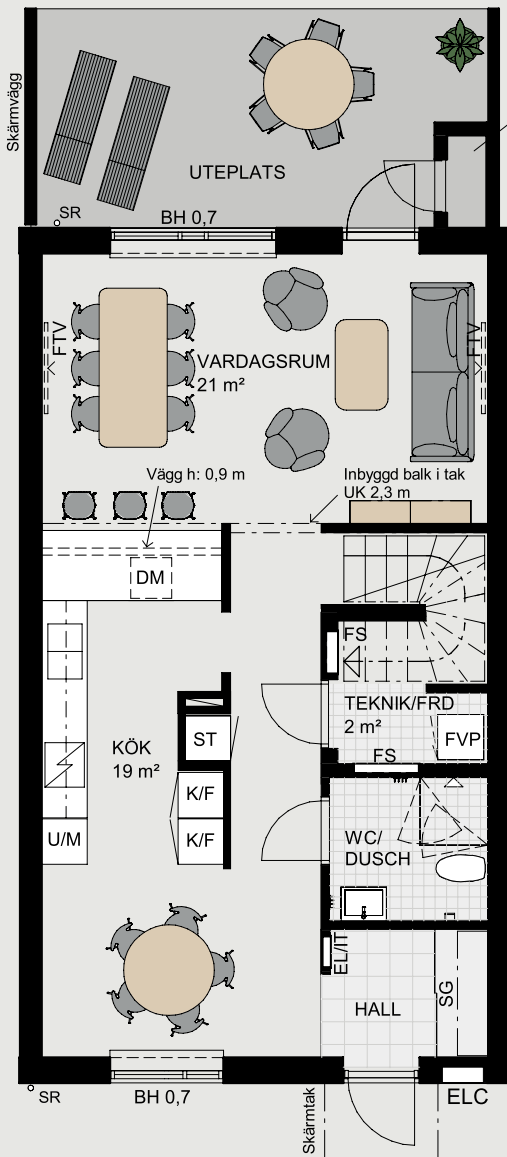 Skärmvägg
UTEPLATS
SR
BH 0,7
FTV
VARDAGSRUM
21 m²
FTV
Vägg h: 0,9 m
Inbyggd balk i tak
UK 2,3 m
DM
FS
TEKNIK/FRD
2 m²
ST
FVP
KÖK
19 m²
FS
K/F
K/F
U/M
WC/
DUSCH
EL/IT
SG
HALL
SR
BH 0,7
Skärmtak
ELC